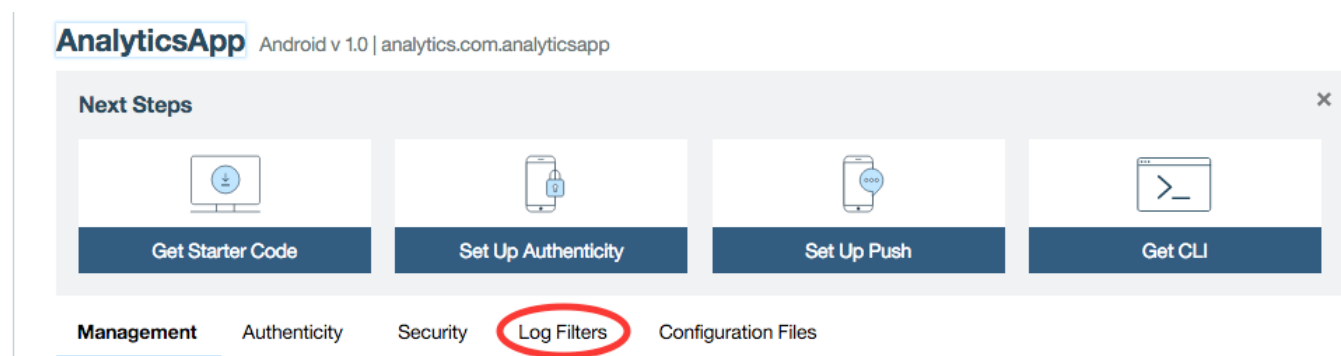 AnalyticsApp Android v 1.0 | analytics.com.analyticsapp
Next Steps
Get Starter Code Set Up Authenticity Set Up Push Get CLI
Management Authenticity Security Log Filters Configuration Files